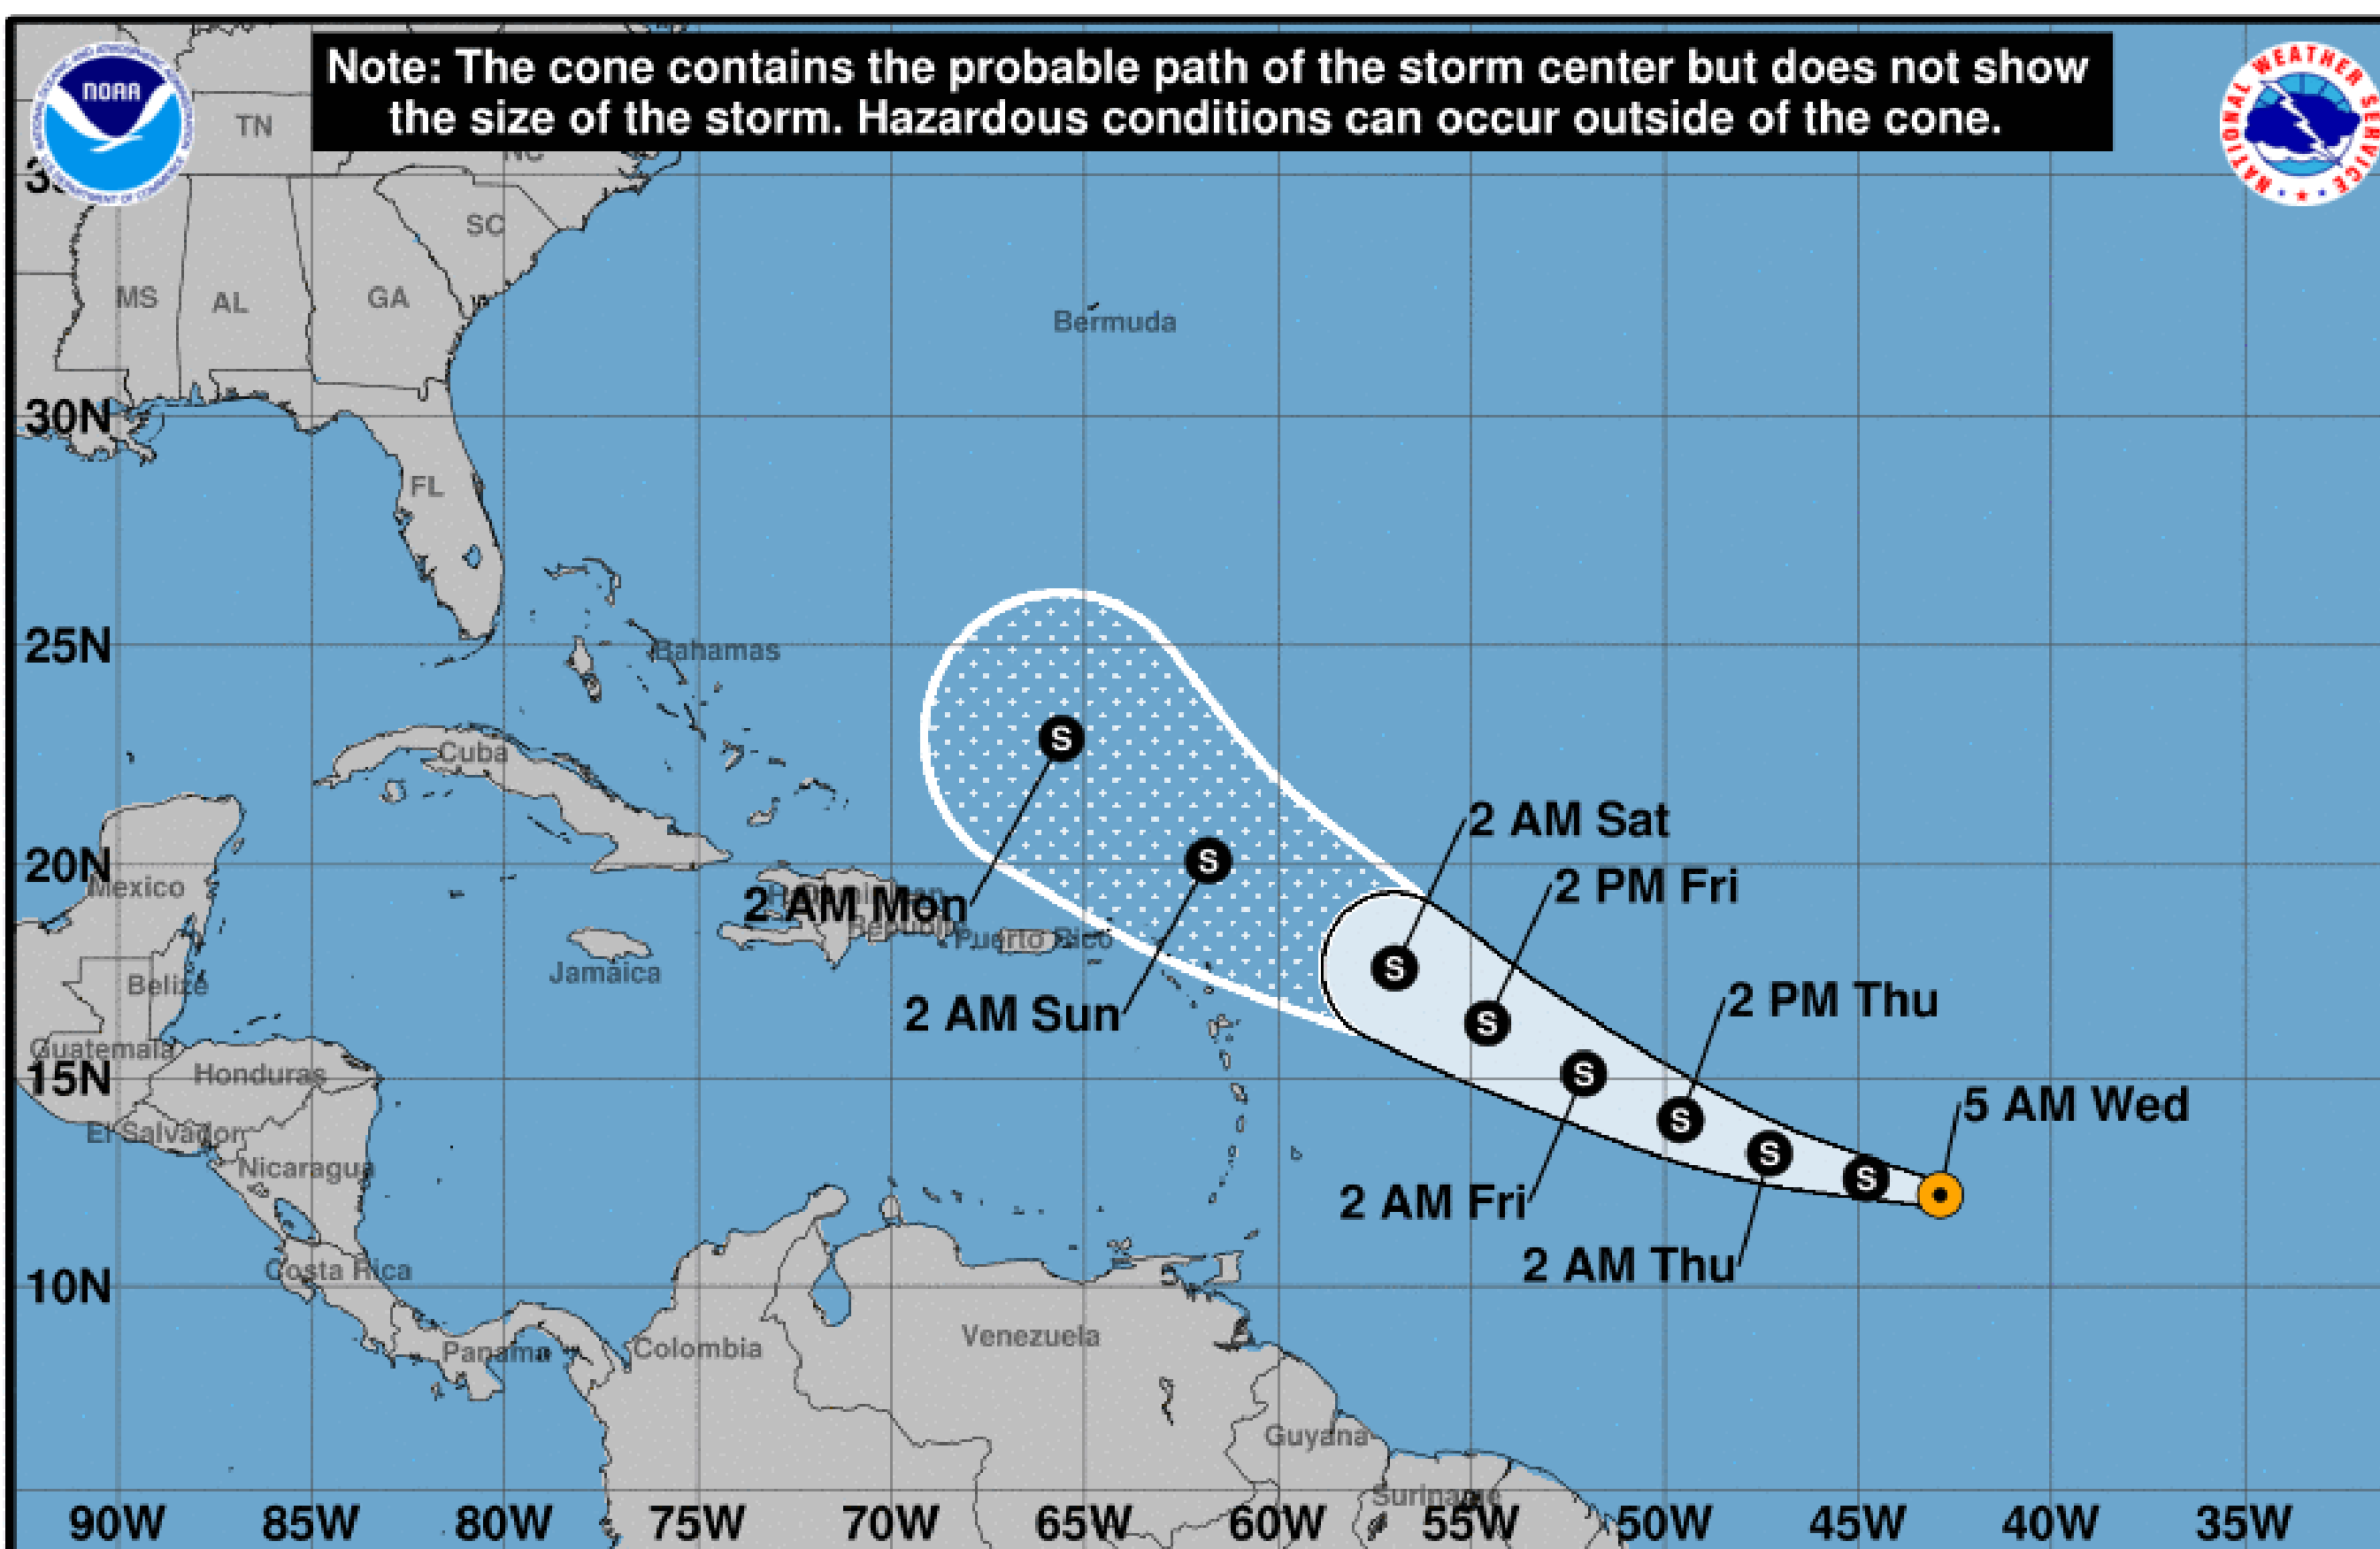 Note: The cone contains the probable path of the storm center but does not show
the size of the storm. Hazardous conditions can occur outside of the cone.
NOAA
NATIONAL WEATHER SERVICE
TN
NC
SC
MS
AL
GA
Bermuda
30N
FL
25N
Bahamas
Cuba
S
2 AM Sat
20N
Mexico
S
2 PM Fri
2 AM Mon
Puerto Rico
Jamaica
S
Belize
2 AM Sun
S
2 PM Thu
Guatemala
15N
Honduras
S
5 AM Wed
El Salvador
S
Nicaragua
S
S
2 AM Fri
Costa Rica
2 AM Thu
10N
Panama
Colombia
Venezuela
Guyana
Suriname
90W 85W 80W 75W 70W 65W 60W 55W 50W 45W 40W 35W